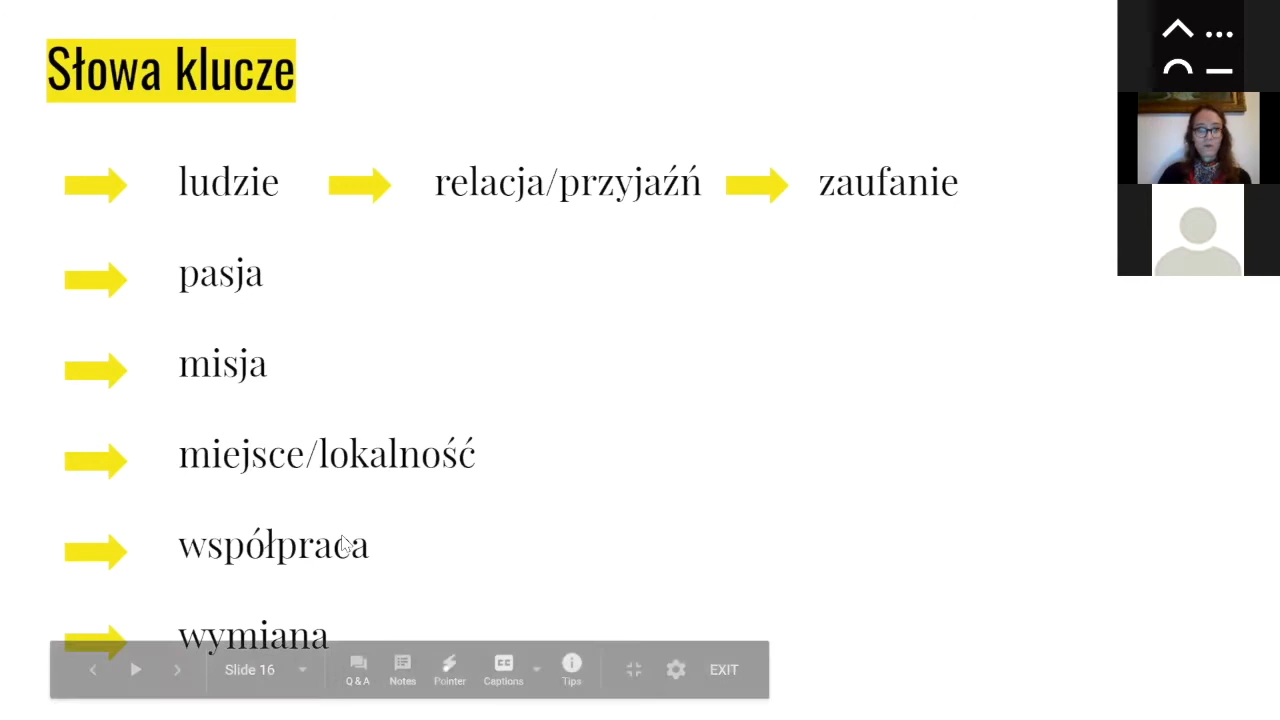 Słowa klucze
ludzie relacja/przyjaźń zaufanie
pasja
misja
miejsce/lokalność
współpraca
wymiana
Slide 16 Q & A Notes Pointer CC Captions Tips EXIT